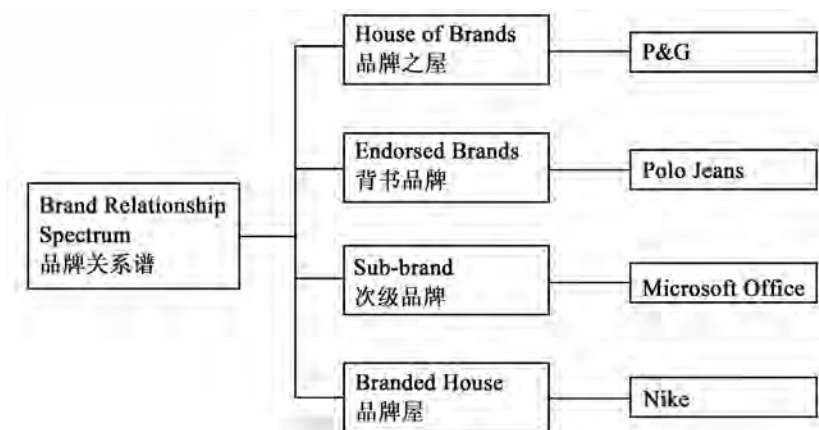 Brand Relationship
Spectrum
品牌关系谱
House of Brands
品牌之屋
P&G
Endorsed Brands
背书品牌
Polo Jeans
Sub-brand
次级品牌
Microsoft Office
Branded House
品牌屋
Nike